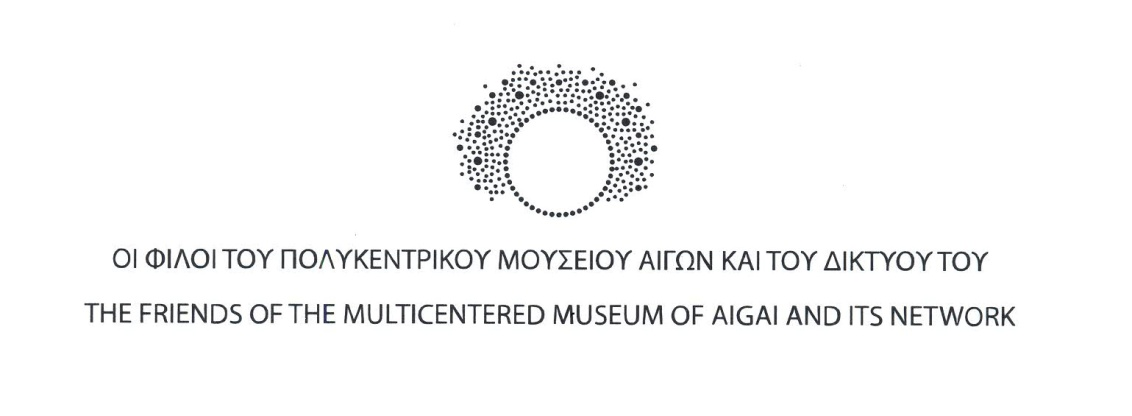 ΟΙ ΦΙΛΟΙ ΤΟΥ ΠΟΛΥΚΕΝΤΡΙΚΟΥ ΜΟΥΣΕΙΟΥ ΑΙΓΩΝ ΚΑΙ ΤΟΥ ΔΙΚΤΥΟΥ ΤΟΥ
THE FRIENDS OF THE MULTICENTERED MUSEUM OF AIGAI AND ITS NETWORK